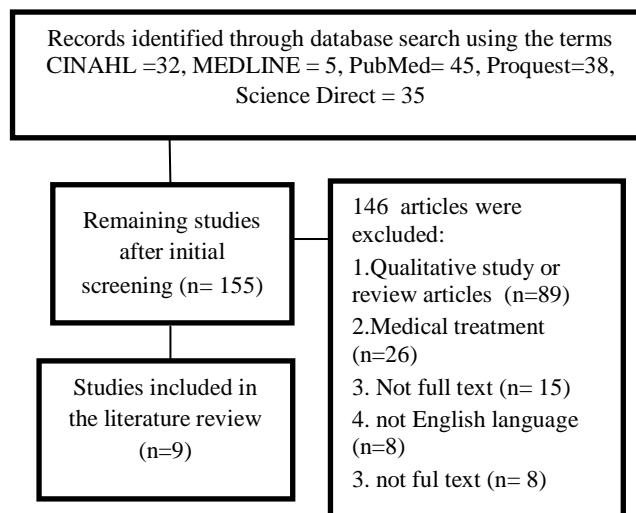 Records identified through database search using the terms
CINAHL =32, MEDLINE = 5, PubMed= 45, Proquest=38,
Science Direct = 35
Remaining studies
after initial
screening (n= 155)
146 articles were
excluded:
1.Qualitative study or
review articles (n=89)
2.Medical treatment
(n=26)
3. Not full text (n= 15)
4. not English language
(n=8)
3. not ful text (n= 8)
Studies included in
the literature review
(n=9)